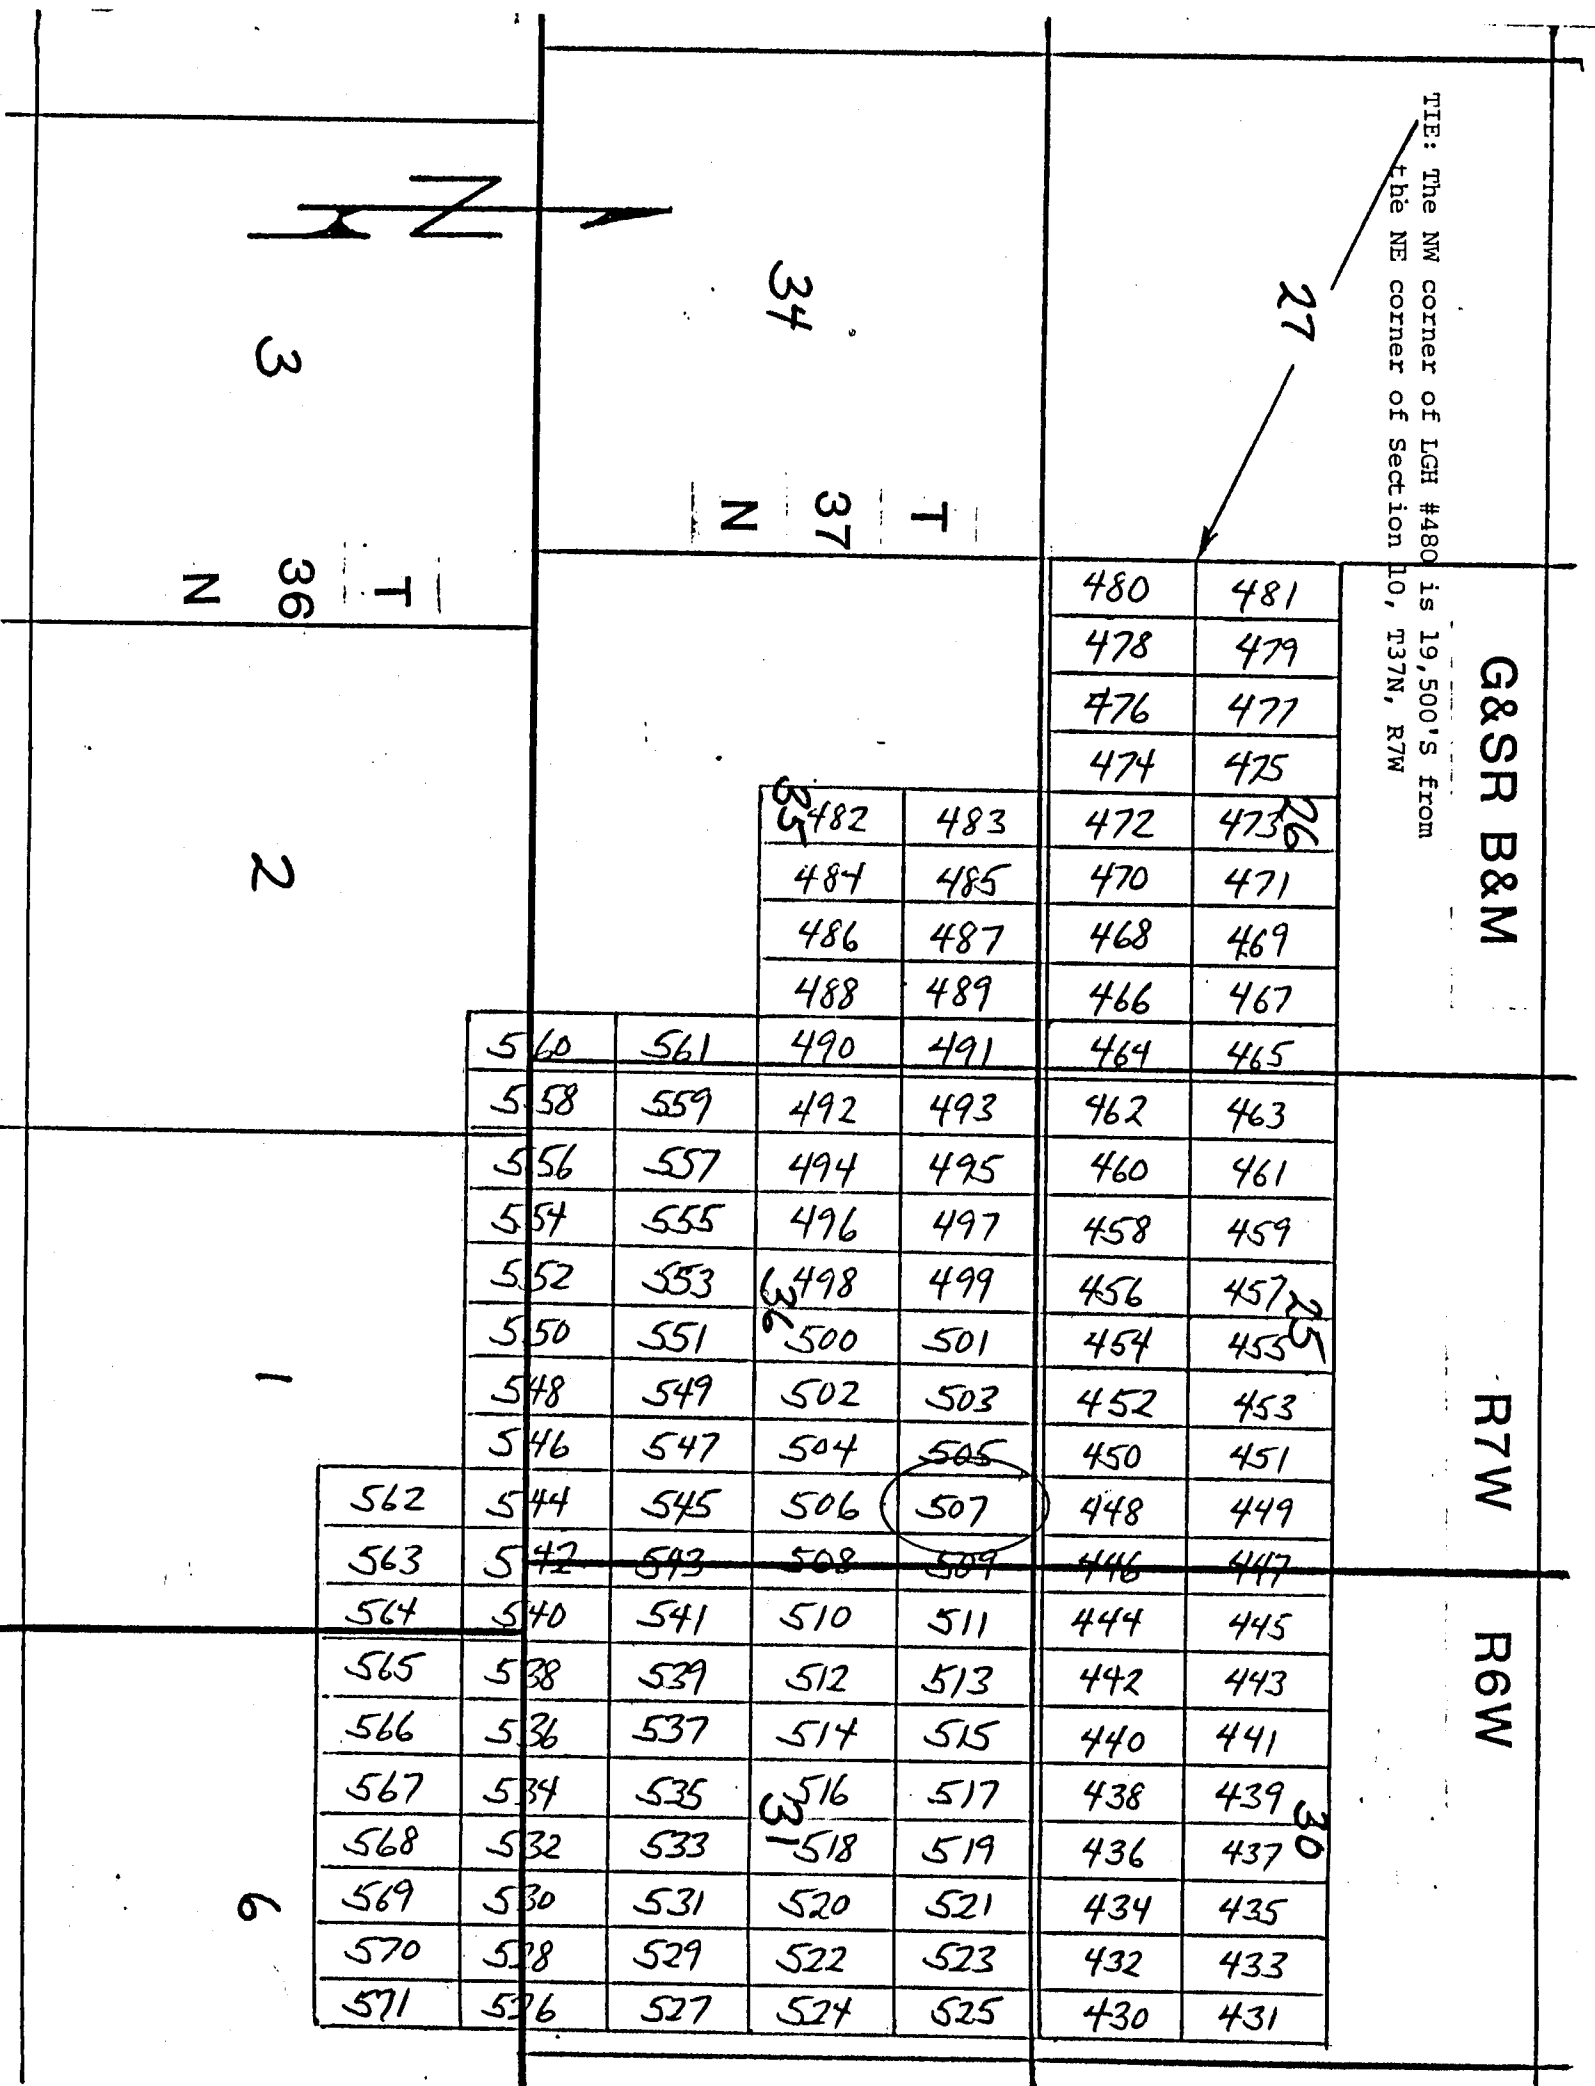 G&SR B&M
R7W
R6W
TIE: The NW corner of LGH #480 is 19,500'S from
the NE corner of Section 10, T37N, R7W
27
26
25
30
34
T
37
N
35
36
31
3
T
36
N
2
1
6
N
480 481
478 479
476 477
474 475
482 483 472 473
484 485 470 471
486 487 468 469
488 489 466 467
560 561 490 491 464 465
558 559 492 493 462 463
556 557 494 495 460 461
554 555 496 497 458 459
552 553 498 499 456 457
550 551 500 501 454 455
548 549 502 503 452 453
546 547 504 505 450 451
562 544 545 506 507 448 449
563 542 543 508 509 446 447
564 540 541 510 511 444 445
565 538 539 512 513 442 443
566 536 537 514 515 440 441
567 534 535 516 517 438 439
568 532 533 518 519 436 437
569 530 531 520 521 434 435
570 528 529 522 523 432 433
571 526 527 524 525 430 431